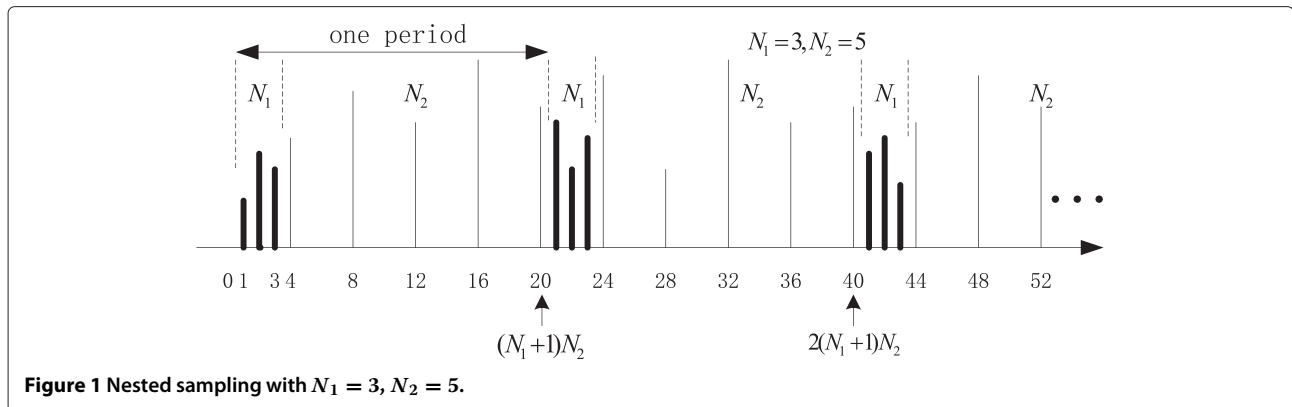 one period
N₁=3, N₂=5
N₁ N₂ N₁ N₂ N₁ N₂
0 1 3 4 8 12 16 20 24 28 32 36 40 44 48 52
(N₁+1)N₂ 2(N₁+1)N₂
Figure 1 Nested sampling with N₁ = 3, N₂ = 5.